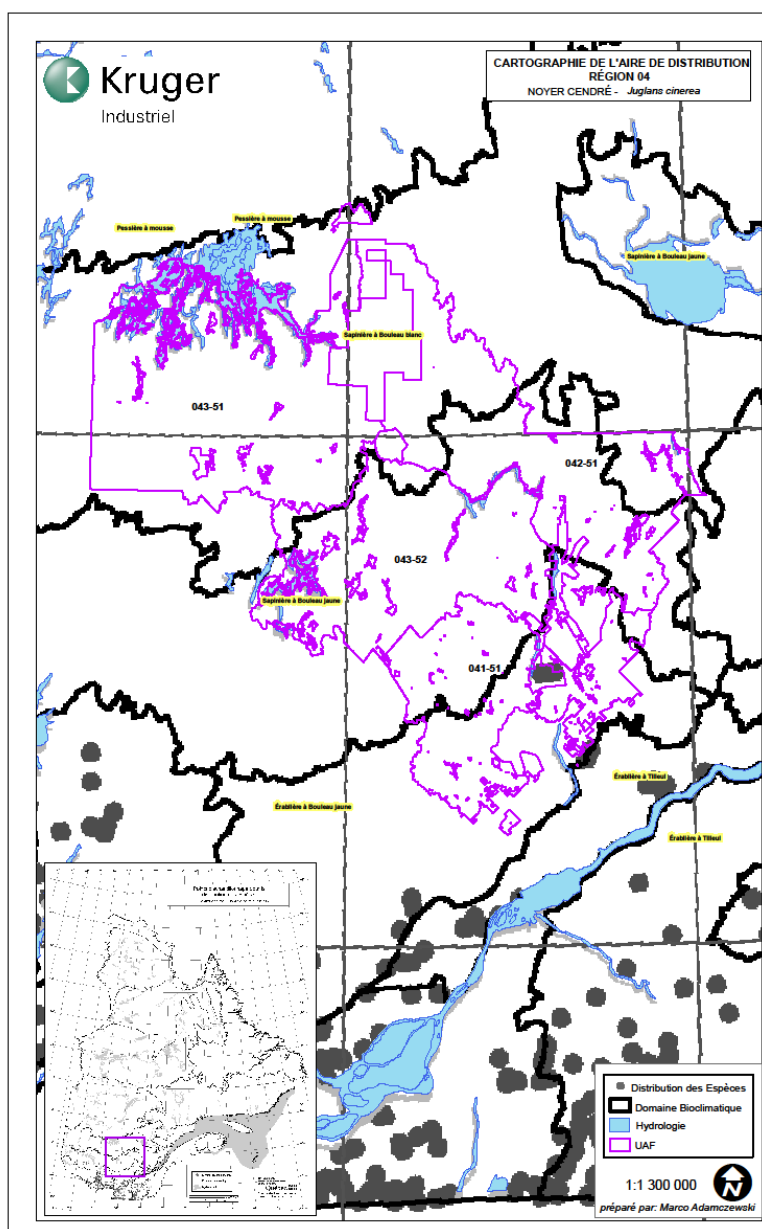 Kruger
Industriel
CARTOGRAPHIE DE L'AIRE DE DISTRIBUTION
RÉGION 04
NOYER CENDRÉ - Juglans cinerea
Pessière à mousse
Pessière à mousse
Sapinière à Bouleau jaune
Sapinière à Bouleau blanc
043-51
042-51
043-52
Sapinière à Bouleau jaune
041-51
Érablière à Tilleul
Érablière à Bouleau jaune
Érablière à Tilleul
Distribution des Espèces
Domaine Bioclimatique
Hydrologie
UAF
1:1 300 000
N
préparé par: Marco Adamczewski